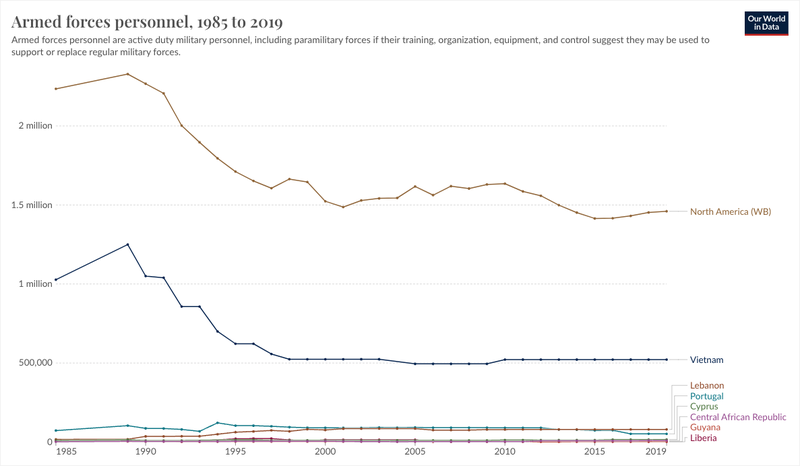 Armed forces personnel, 1985 to 2019
Our World
in Data
Armed forces personnel are active duty military personnel, including paramilitary forces if their training, organization, equipment, and control suggest they may be used to
support or replace regular military forces.
2 million
1.5 million
North America (WB)
1 million
500,000
Vietnam
Lebanon
Portugal
Cyprus
Central African Republic
Guyana
Liberia
0
1985
1990
1995
2000
2005
2010
2015
2019